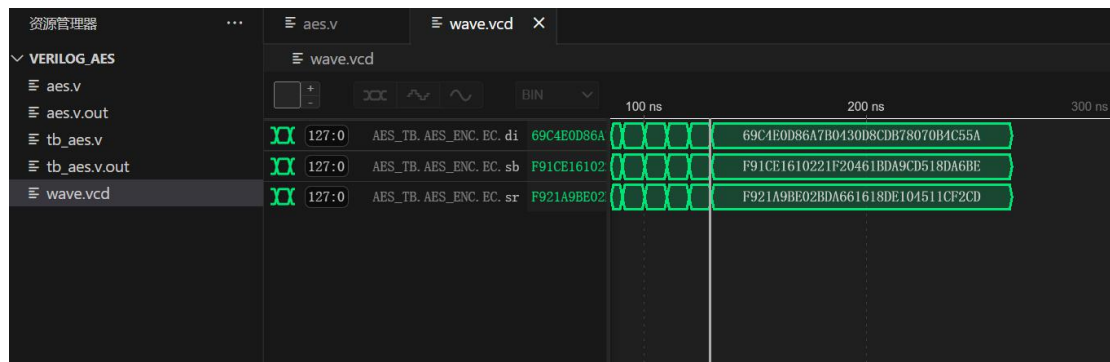 资源管理器 ··· aes.v wave.vcd
VERILOG_AES wave.vcd
aes.v
+ - BIN
aes.v.out 100 ns 200 ns 300 ns
tb_aes.v 127:0 AES_TB.AES_ENC.EC.di 69C4E0D86A 69C4E0D86A7B0430D8CDB78070B4C55A
tb_aes.v.out 127:0 AES_TB.AES_ENC.EC.sb F91CE16102 F91CE1610221F20461BDA9CD518DA6BE
wave.vcd 127:0 AES_TB.AES_ENC.EC.sr F921A9BE02 F921A9BE02BDA661618DE104511CF2CD